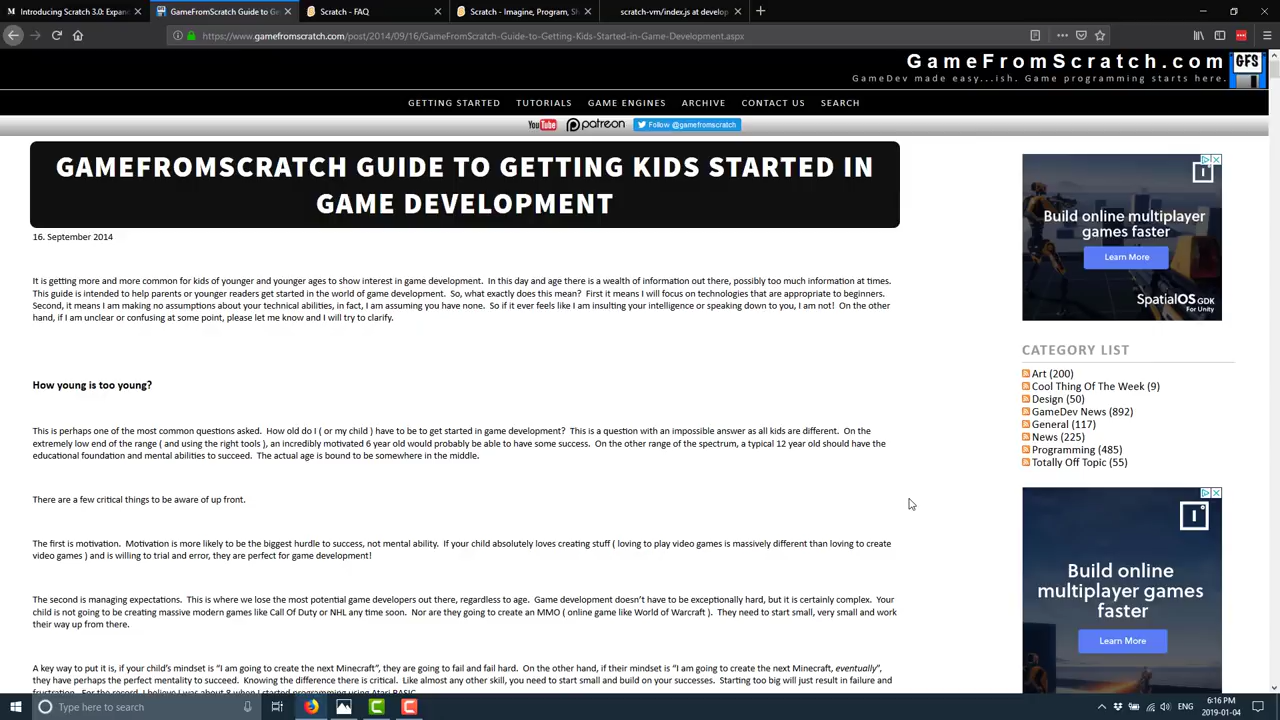 Introducing Scratch 3.0: Expan
GameFromScratch Guide to Ge
Scratch - FAQ
Scratch - Imagine, Program, Sh
scratch-vm/index.js at develop
https://www.gamefromscratch.com/post/2014/09/16/GameFromScratch-Guide-to-Getting-Kids-Started-in-Game-Development.aspx
GameFromScratch.com
GameDev made easy...ish. Game programming starts here.
GFS
GETTING STARTED TUTORIALS GAME ENGINES ARCHIVE CONTACT US SEARCH
YouTube patreon Follow @gamefromscratch
GAMEFROMSCRATCH GUIDE TO GETTING KIDS STARTED IN
GAME DEVELOPMENT
16. September 2014
It is getting more and more common for kids of younger and younger ages to show interest in game development. In this day and age there is a wealth of information out there, possibly too much information at times.
This guide is intended to help parents or younger readers get started in the world of game development. So, what exactly does this mean? First it means I will focus on technologies that are appropriate to beginners.
Second, it means I am making no assumptions about your technical abilities, in fact, I am assuming you have none. So if it ever feels like I am insulting your intelligence or speaking down to you, I am not! On the other
hand, if I am unclear or confusing at some point, please let me know and I will try to clarify.
How young is too young?
This is perhaps one of the most common questions asked. How old do I ( or my child ) have to be to get started in game development? This is a question with an impossible answer as all kids are different. On the
extremely low end of the range ( and using the right tools ), an incredibly motivated 6 year old would probably be able to have some success. On the other range of the spectrum, a typical 12 year old should have the
educational foundation and mental abilities to succeed. The actual age is bound to be somewhere in the middle.
There are a few critical things to be aware of up front.
The first is motivation. Motivation is more likely to be the biggest hurdle to success, not mental ability. If your child absolutely loves creating stuff ( loving to play video games is massively different than loving to create
video games ) and is willing to trial and error, they are perfect for game development!
The second is managing expectations. This is where we lose the most potential game developers out there, regardless to age. Game development doesn't have to be exceptionally hard, but it is certainly complex. Your
child is not going to be creating massive modern games like Call Of Duty or NHL any time soon. Nor are they going to create an MMO ( online game like World of Warcraft ). They need to start small, very small and work
their way up from there.
A key way to put it is, if your child's mindset is "I am going to create the next Minecraft", they are going to fail and fail hard. On the other hand, if their mindset is "I am going to create the next Minecraft, eventually",
they have perhaps the perfect mentality to succeed. Knowing the difference there is critical. Like almost any other skill, you need to start small and build on your successes. Starting too big will just result in failure and
frustration. For the record, I believe I was about 8 when I started programming using Atari BASIC.
Build online multiplayer
games faster
Learn More
SpatialOS GDK
For Unity
CATEGORY LIST
Art (200)
Cool Thing Of The Week (9)
Design (50)
GameDev News (892)
General (117)
News (225)
Programming (485)
Totally Off Topic (55)
Build online
multiplayer games
faster
Learn More
Type here to search
ENG
6:16 PM
2019-01-04